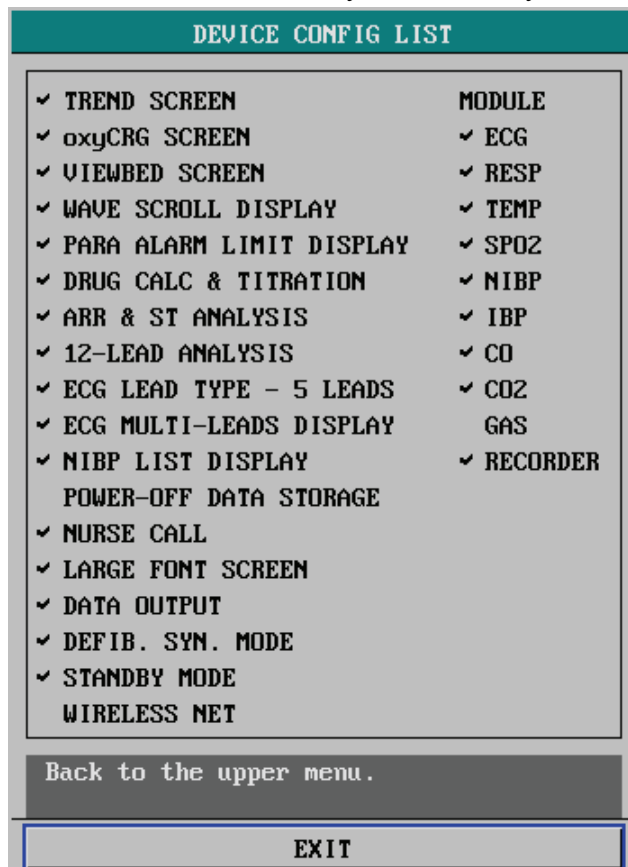 DEVICE CONFIG LIST
✓ TREND SCREEN MODULE
✓ oxyCRG SCREEN ✓ ECG
✓ VIEWBED SCREEN ✓ RESP
✓ WAVE SCROLL DISPLAY ✓ TEMP
✓ PARA ALARM LIMIT DISPLAY ✓ SPO2
✓ DRUG CALC & TITRATION ✓ NIBP
✓ ARR & ST ANALYSIS ✓ IBP
✓ 12-LEAD ANALYSIS ✓ CO
✓ ECG LEAD TYPE - 5 LEADS ✓ CO2
✓ ECG MULTI-LEADS DISPLAY GAS
✓ NIBP LIST DISPLAY ✓ RECORDER
POWER-OFF DATA STORAGE
✓ NURSE CALL
✓ LARGE FONT SCREEN
✓ DATA OUTPUT
✓ DEFIB. SYN. MODE
✓ STANDBY MODE
WIRELESS NET
Back to the upper menu.
EXIT